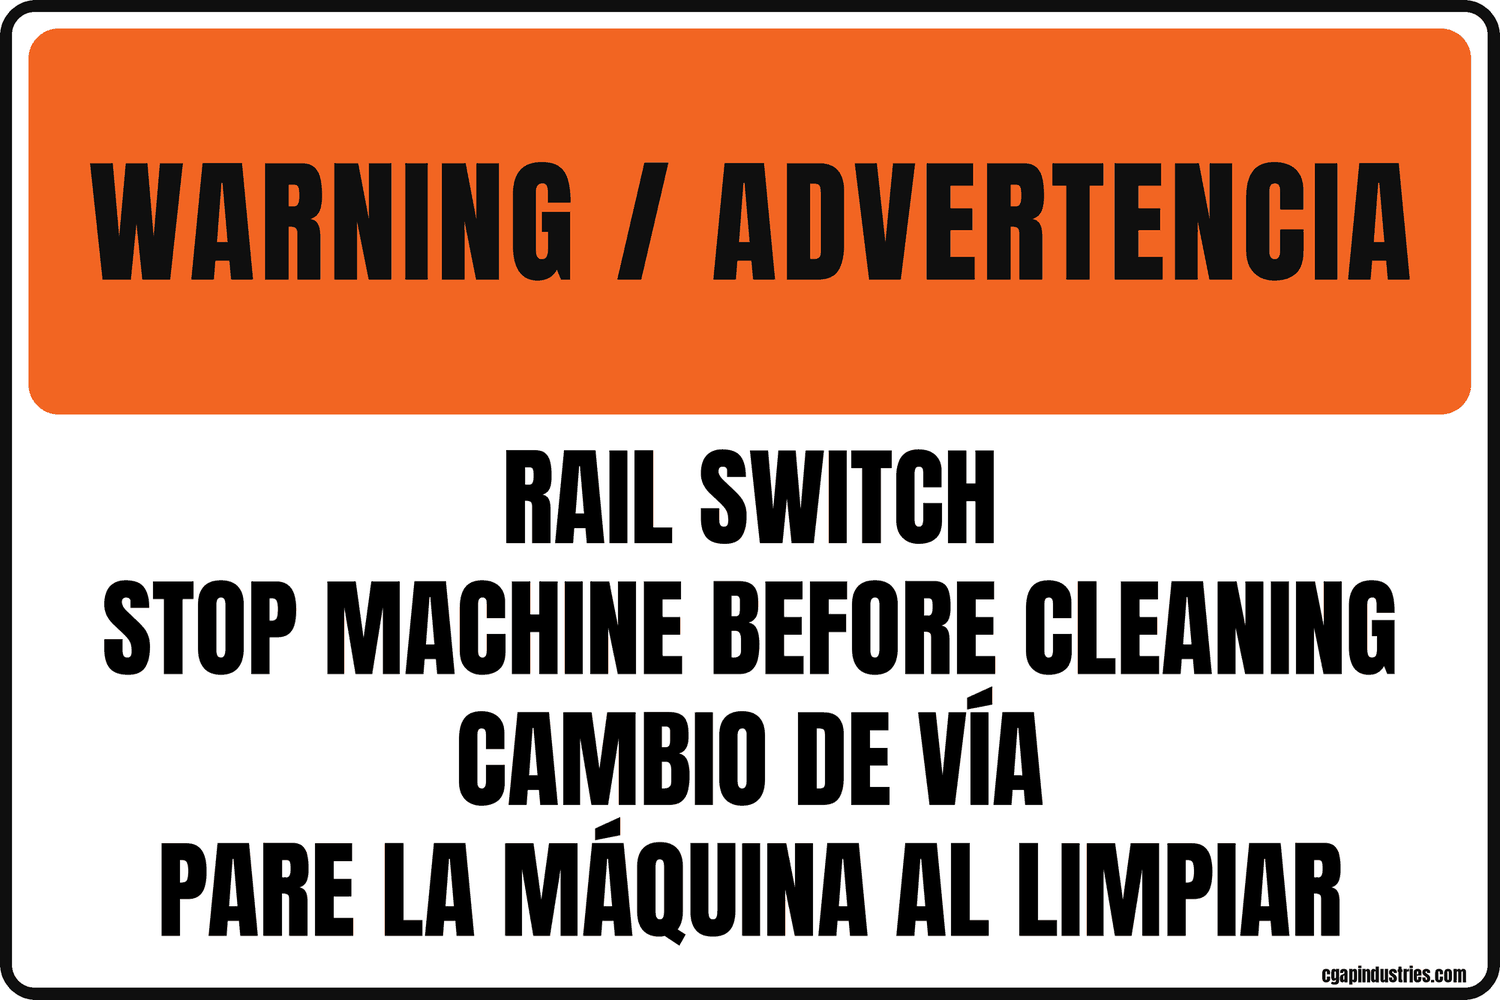 WARNING / ADVERTENCIA
RAIL SWITCH
STOP MACHINE BEFORE CLEANING
CAMBIO DE VÍA
PARE LA MÁQUINA AL LIMPIAR
cgapindustries.com